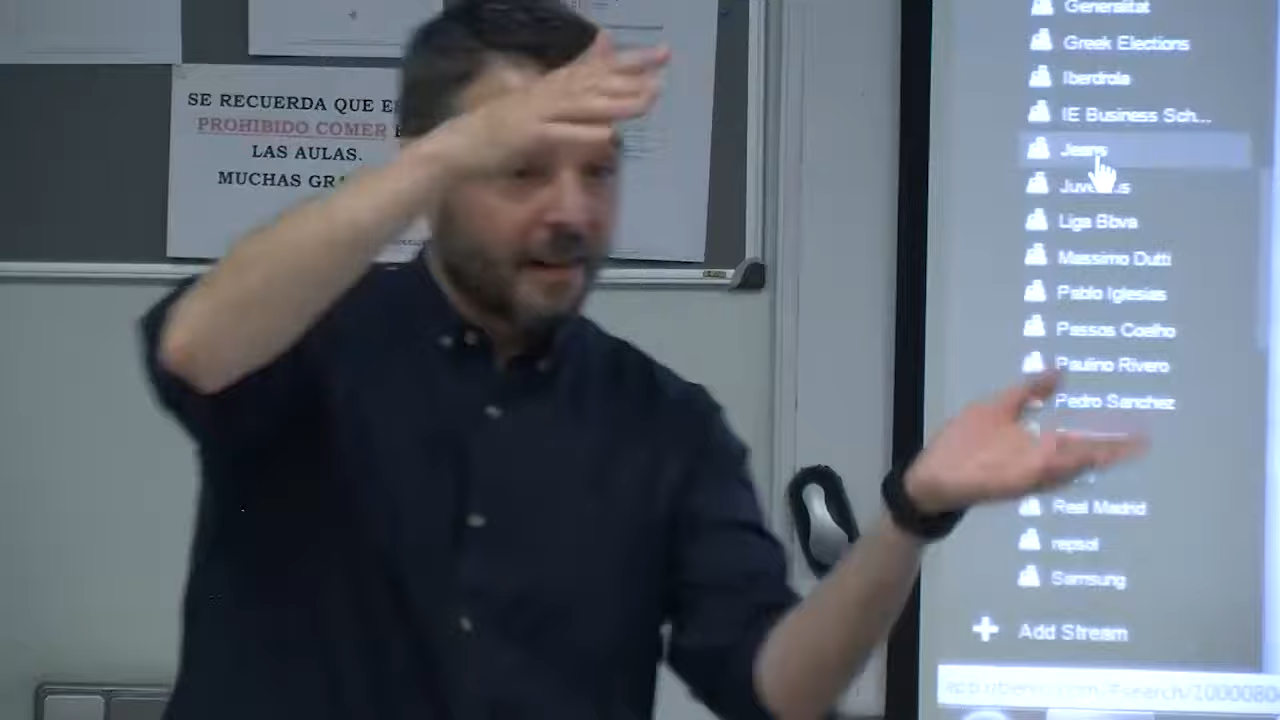 SE RECUERDA QUE E
PROHIBIDO COMER
LAS AULAS.
MUCHAS GRA
Generalitat
Greek Elections
Iberdrola
IE Business Sch...
Jeans
Liga Bbva
Massimo Dutti
Pablo Iglesias
Passos Coelho
Paulino Rivero
Pedro Sanchez
Real Madrid
repsol
Samsung
Add Stream